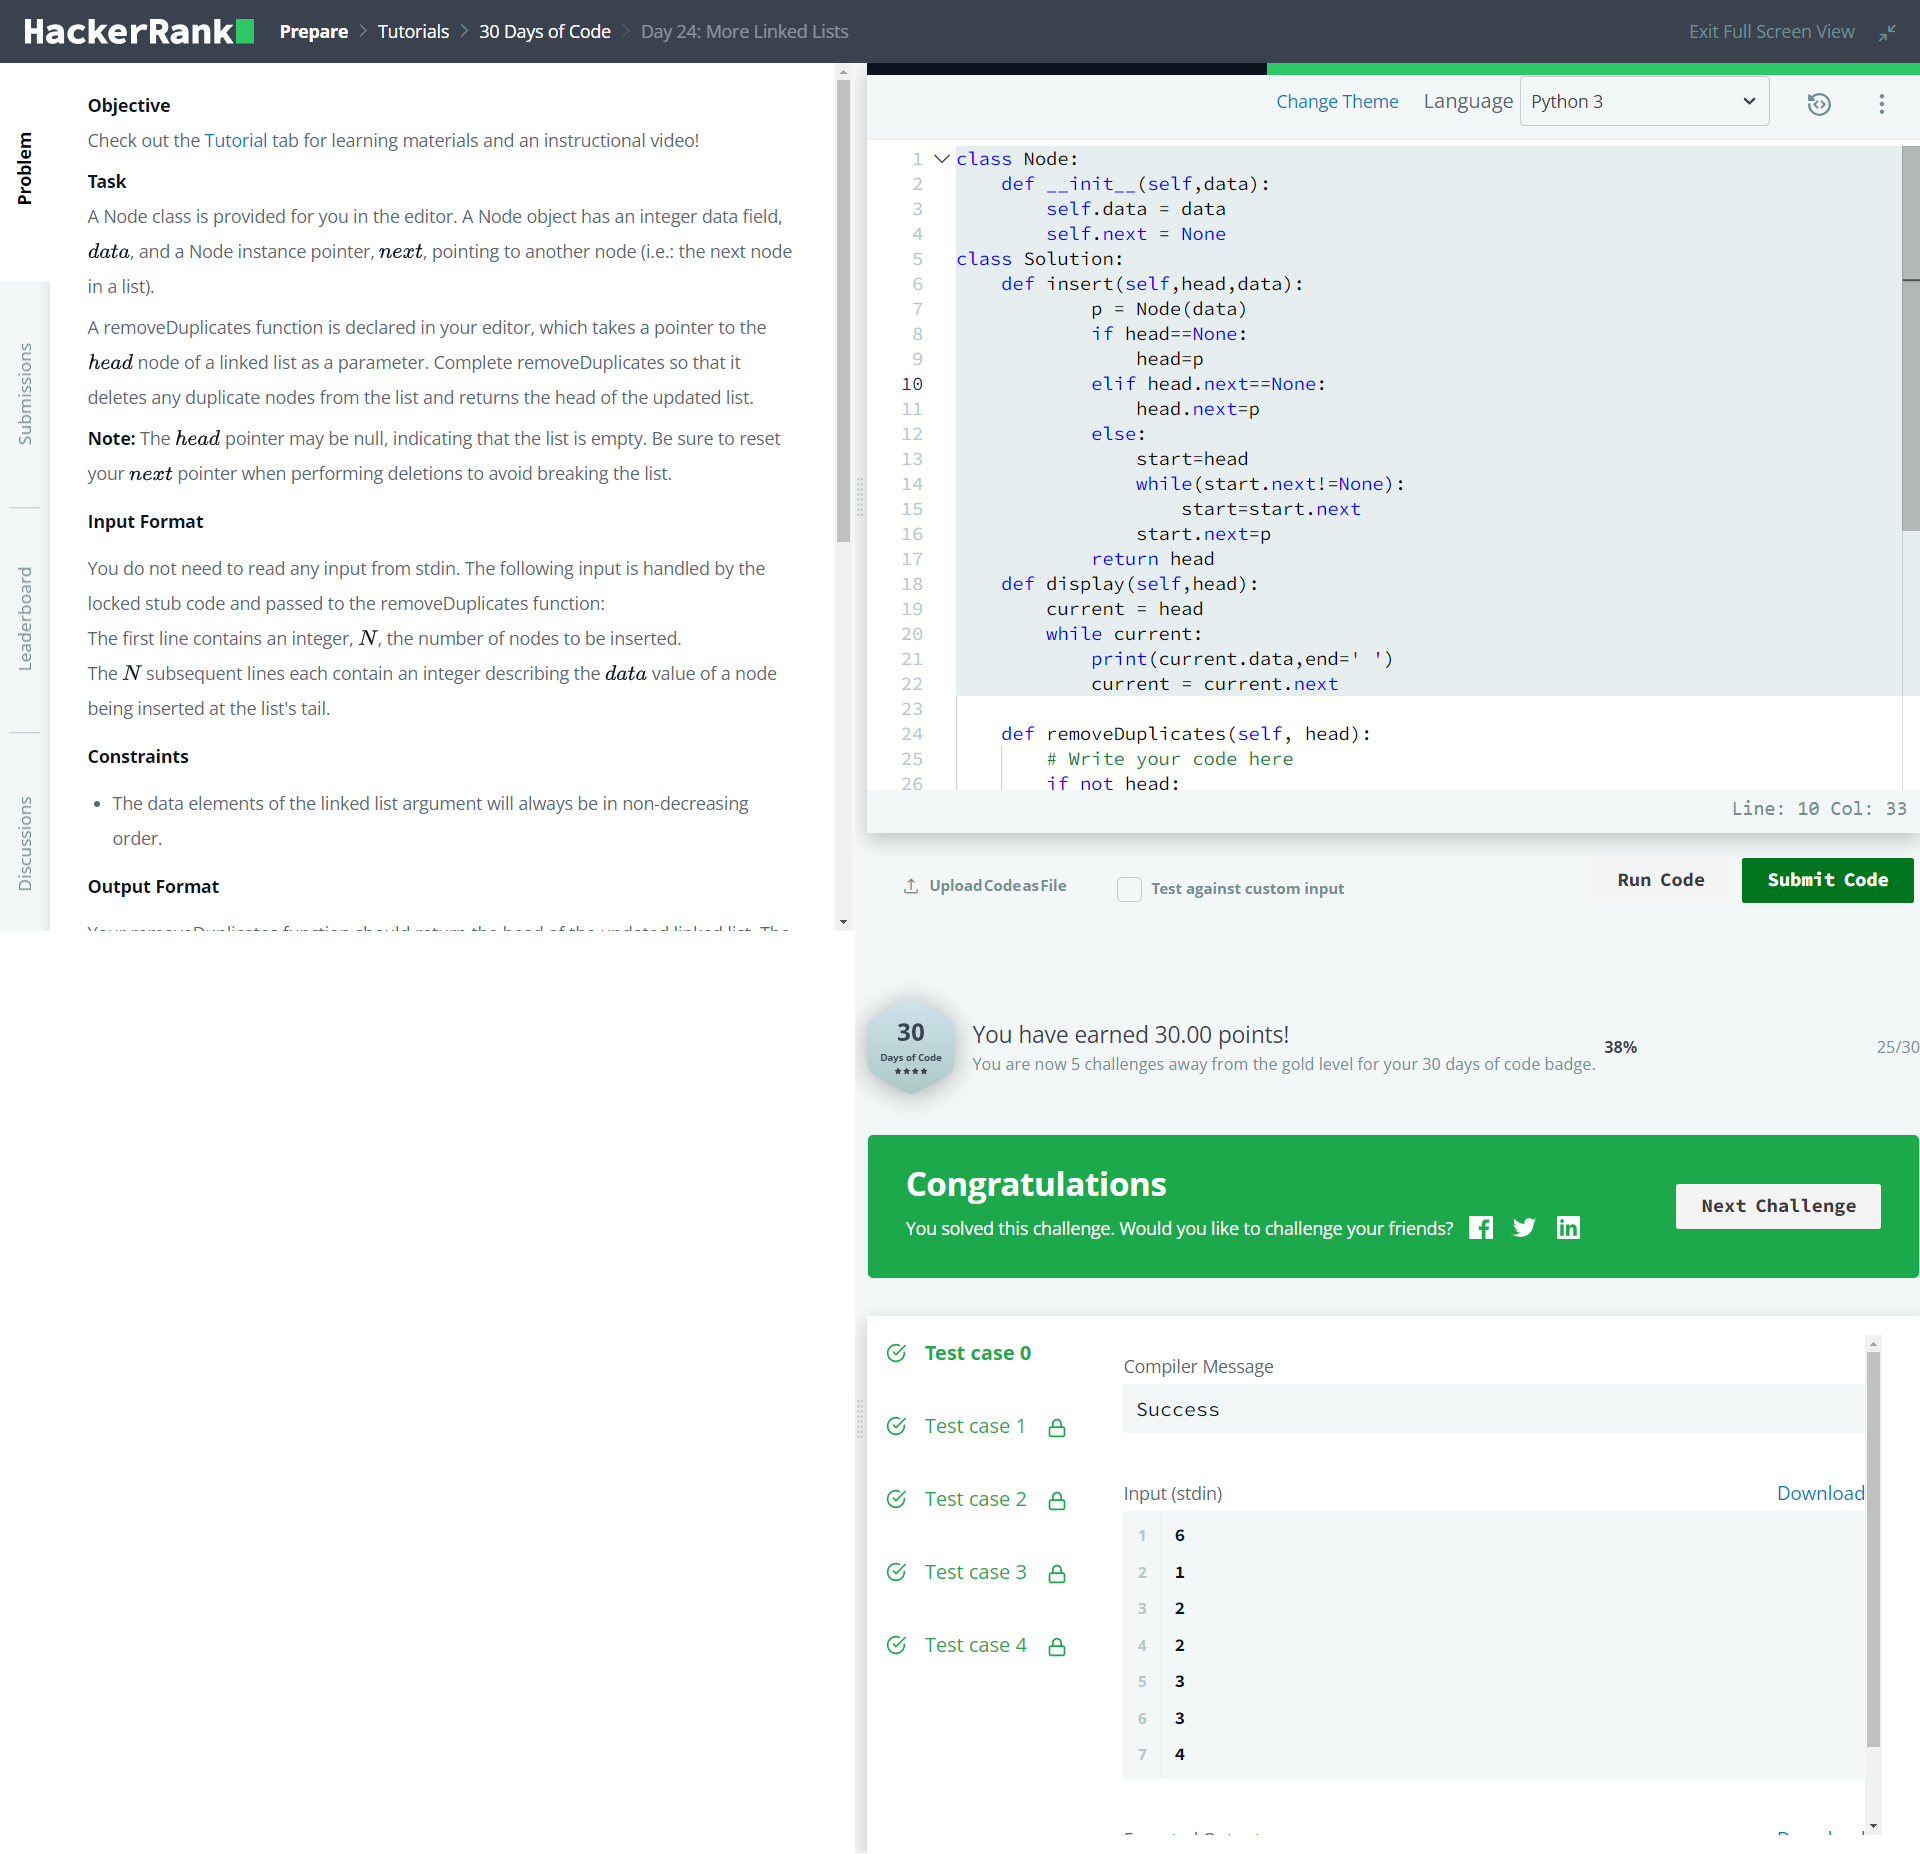 HackerRank Prepare Tutorials 30 Days of Code Day 24: More Linked Lists Exit Full Screen View
Problem
Submissions
Leaderboard
Discussions
Objective
Check out the Tutorial tab for learning materials and an instructional video!
Task
A Node class is provided for you in the editor. A Node object has an integer data field,
data, and a Node instance pointer, next, pointing to another node (i.e.: the next node
in a list).
A removeDuplicates function is declared in your editor, which takes a pointer to the
head node of a linked list as a parameter. Complete removeDuplicates so that it
deletes any duplicate nodes from the list and returns the head of the updated list.
Note: The head pointer may be null, indicating that the list is empty. Be sure to reset
your next pointer when performing deletions to avoid breaking the list.
Input Format
You do not need to read any input from stdin. The following input is handled by the
locked stub code and passed to the removeDuplicates function:
The first line contains an integer, N, the number of nodes to be inserted.
The N subsequent lines each contain an integer describing the data value of a node
being inserted at the list's tail.
Constraints
• The data elements of the linked list argument will always be in non-decreasing
order.
Output Format
Your removeDuplicates function should return the head of the updated linked list. The
Change Theme Language Python 3
1 class Node:
2 def __init__(self,data):
3 self.data = data
4 self.next = None
5 class Solution:
6 def insert(self,head,data):
7 p = Node(data)
8 if head==None:
9 head=p
10 elif head.next==None:
11 head.next=p
12 else:
13 start=head
14 while(start.next!=None):
15 start=start.next
16 start.next=p
17 return head
18 def display(self,head):
19 current = head
20 while current:
21 print(current.data,end=' ')
22 current = current.next
23
24 def removeDuplicates(self, head):
25 # Write your code here
26 if not head:
Line: 10 Col: 33
Upload Code as File Test against custom input Run Code Submit Code
30
Days of Code
You have earned 30.00 points!
You are now 5 challenges away from the gold level for your 30 days of code badge.
38% 25/30
Congratulations
You solved this challenge. Would you like to challenge your friends?
Next Challenge
Test case 0
Test case 1
Test case 2
Test case 3
Test case 4
Compiler Message
Success
Input (stdin) Download
1 6
2 1
3 2
4 2
5 3
6 3
7 4